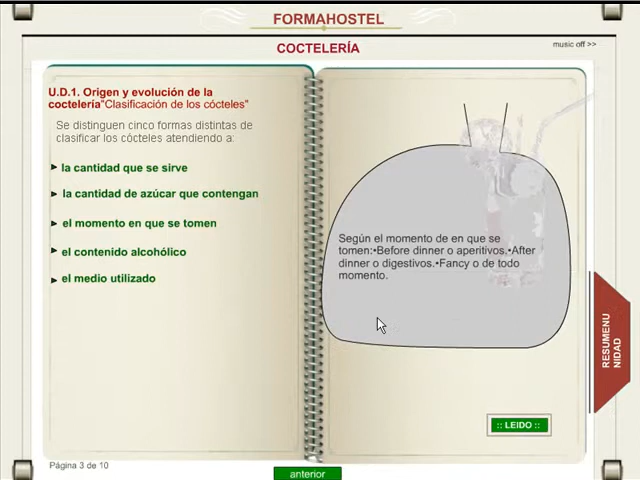 FORMAHOSTEL
COCTELERÍA
music off >>
U.D.1. Origen y evolución de la
coctelería"Clasificación de los cócteles"
Se distinguen cinco formas distintas de
clasificar los cócteles atendiendo a:
la cantidad que se sirve
la cantidad de azúcar que contengan
el momento en que se tomen
el contenido alcohólico
el medio utilizado
Según el momento de en que se
tomen:•Before dinner o aperitivos.•After
dinner o digestivos.•Fancy o de todo
momento.
RESUMENU
NIDAD
:: LEIDO ::
Página 3 de 10
anterior